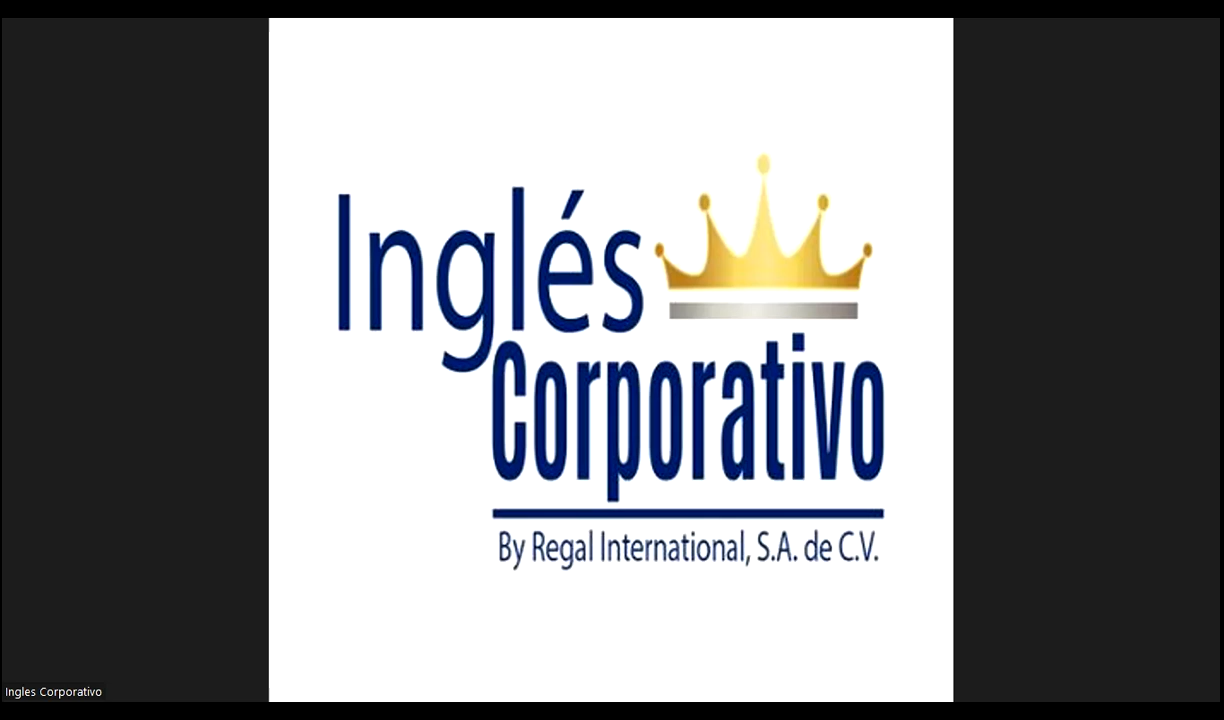 Inglés
Corporativo
By Regal International, S.A. de C.V.
Ingles Corporativo